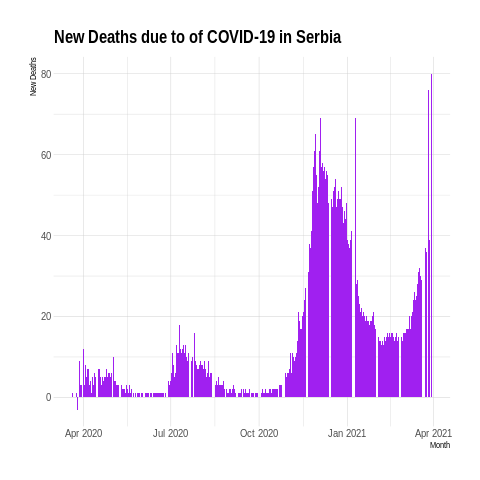 New Deaths due to of COVID-19 in Serbia
New Deaths
80
60
40
20
0
Apr 2020
Jul 2020
Oct 2020
Jan 2021
Apr 2021
Month